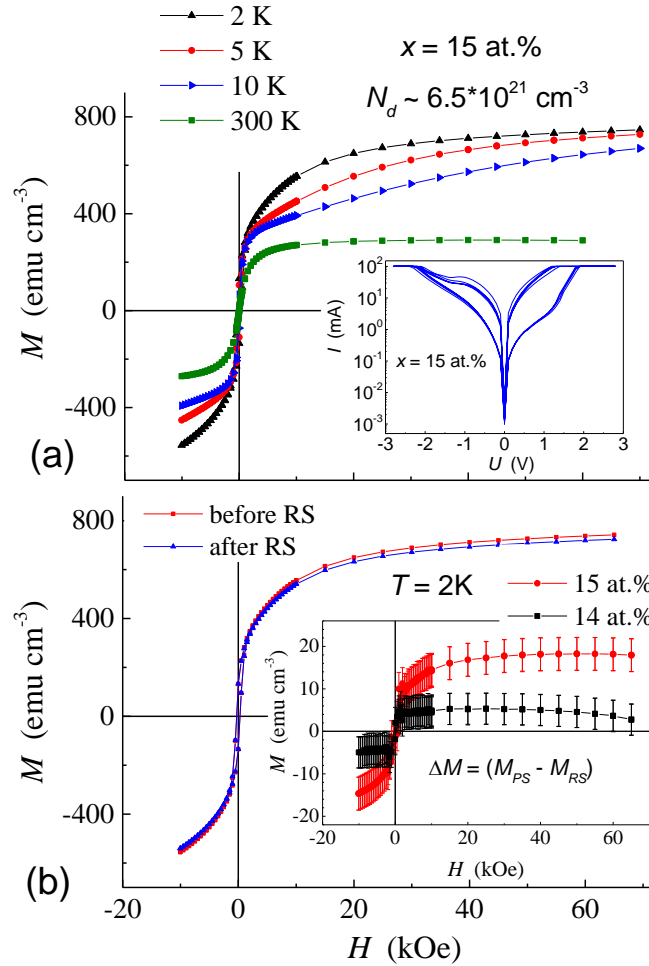 2 K
5 K
10 K
300 K
x = 15 at.%
N_d ~ 6.5*10^21 cm^-3
800
400
0
-400
M (emu cm^-3)
(a)
10^2
10^1
10^0
10^-1
10^-2
10^-3
I (mA)
x = 15 at.%
-3 -2 -1 0 1 2 3
U (V)
before RS
after RS
T = 2K
15 at.%
14 at.%
800
400
0
-400
M (emu cm^-3)
(b)
20
10
0
-10
-20
M (emu cm^-3)
ΔM = (M_PS - M_RS)
-20 0 20 40 60
H (kOe)
-20 0 20 40 60
H (kOe)